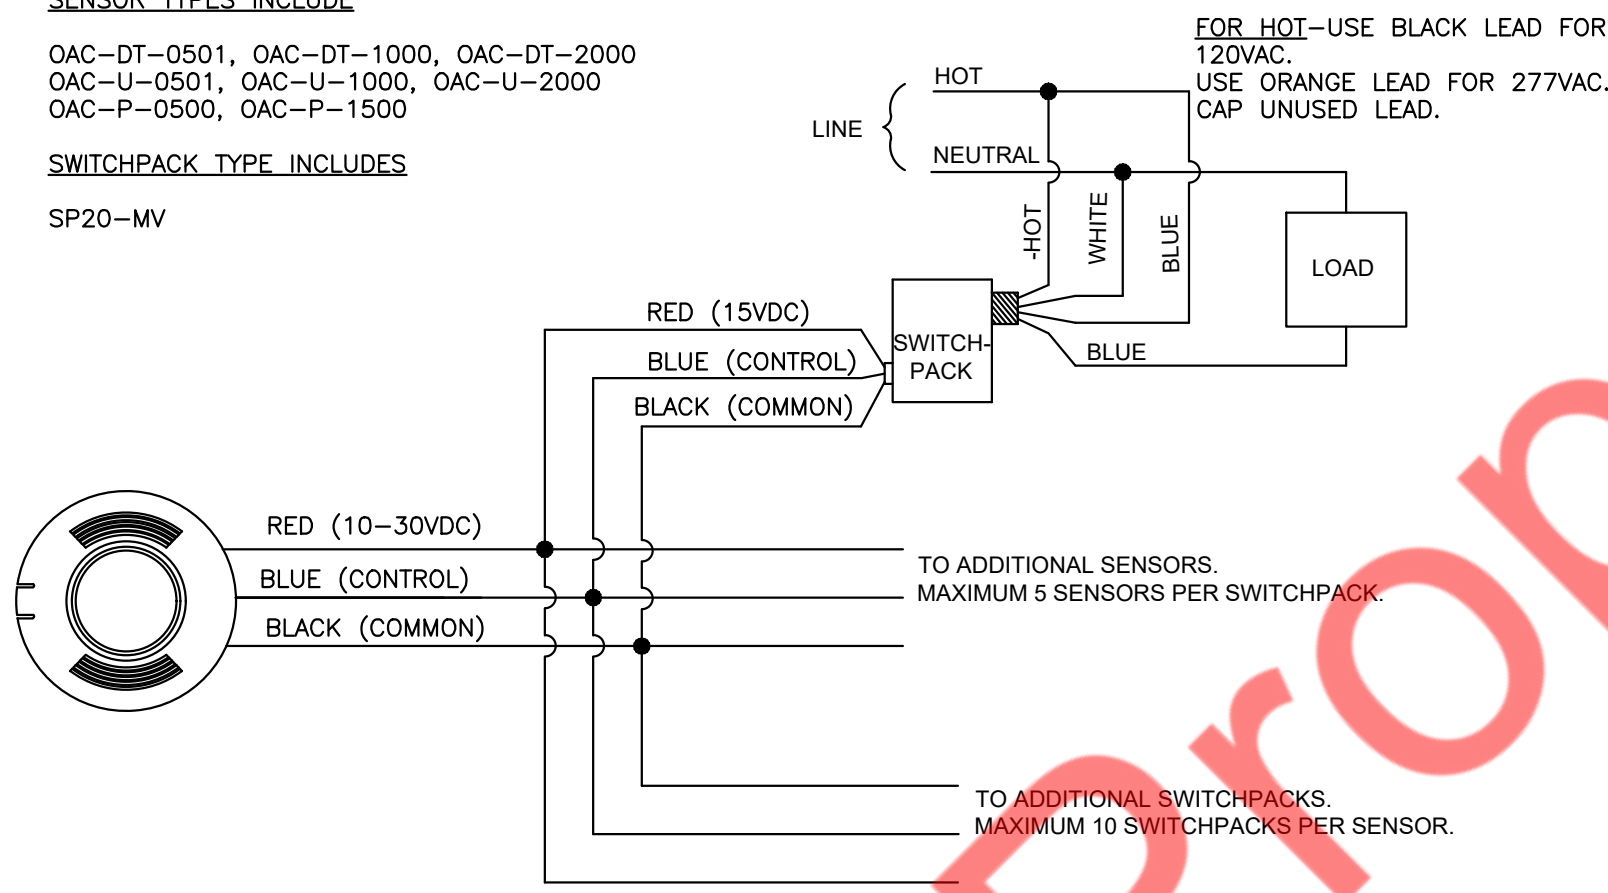 SENSOR TYPES INCLUDE
OAC-DT-0501, OAC-DT-1000, OAC-DT-2000
OAC-U-0501, OAC-U-1000, OAC-U-2000
OAC-P-0500, OAC-P-1500
SWITCHPACK TYPE INCLUDES
SP20-MV
FOR HOT-USE BLACK LEAD FOR
120VAC.
USE ORANGE LEAD FOR 277VAC.
CAP UNUSED LEAD.
HOT
LINE
NEUTRAL
-HOT
WHITE
BLUE
LOAD
RED (15VDC)
BLUE (CONTROL)
BLACK (COMMON)
SWITCH-
PACK
BLUE
RED (10-30VDC)
BLUE (CONTROL)
BLACK (COMMON)
TO ADDITIONAL SENSORS.
MAXIMUM 5 SENSORS PER SWITCHPACK.
TO ADDITIONAL SWITCHPACKS.
MAXIMUM 10 SWITCHPACKS PER SENSOR.
Prop